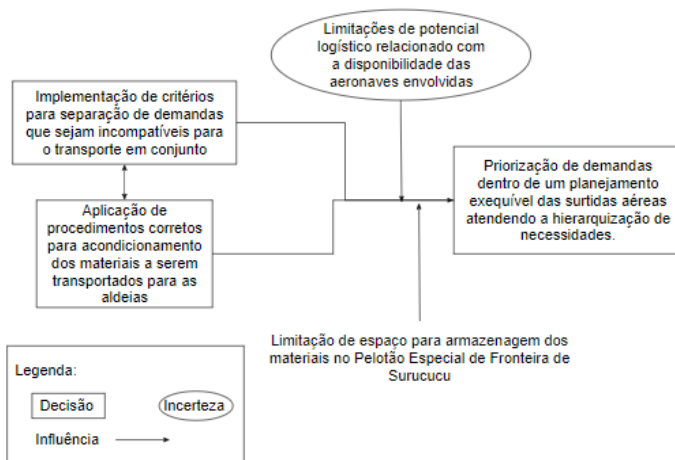 Limitações de potencial
logístico relacionado com
a disponibilidade das
aeronaves envolvidas
Implementação de critérios
para separação de demandas
que sejam incompatíveis para
o transporte em conjunto
Priorização de demandas
dentro de um planejamento
exequível das surtidas aéreas
atendendo a hierarquização de
necessidades.
Aplicação de
procedimentos corretos
para acondicionamento
dos materiais a serem
transportados para as
aldeias
Limitação de espaço para armazenagem dos
materiais no Pelotão Especial de Fronteira de
Surucucu
Legenda:
Decisão
Incerteza
Influência